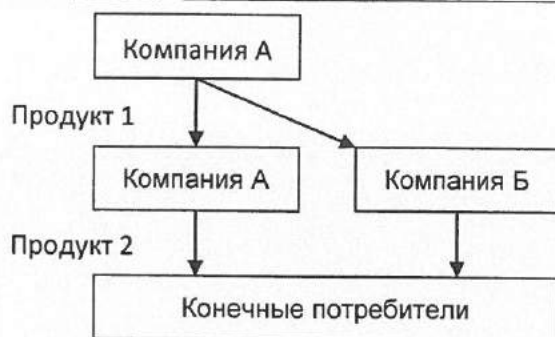 Компания А
Продукт 1
Компания А
Компания Б
Продукт 2
Конечные потребители